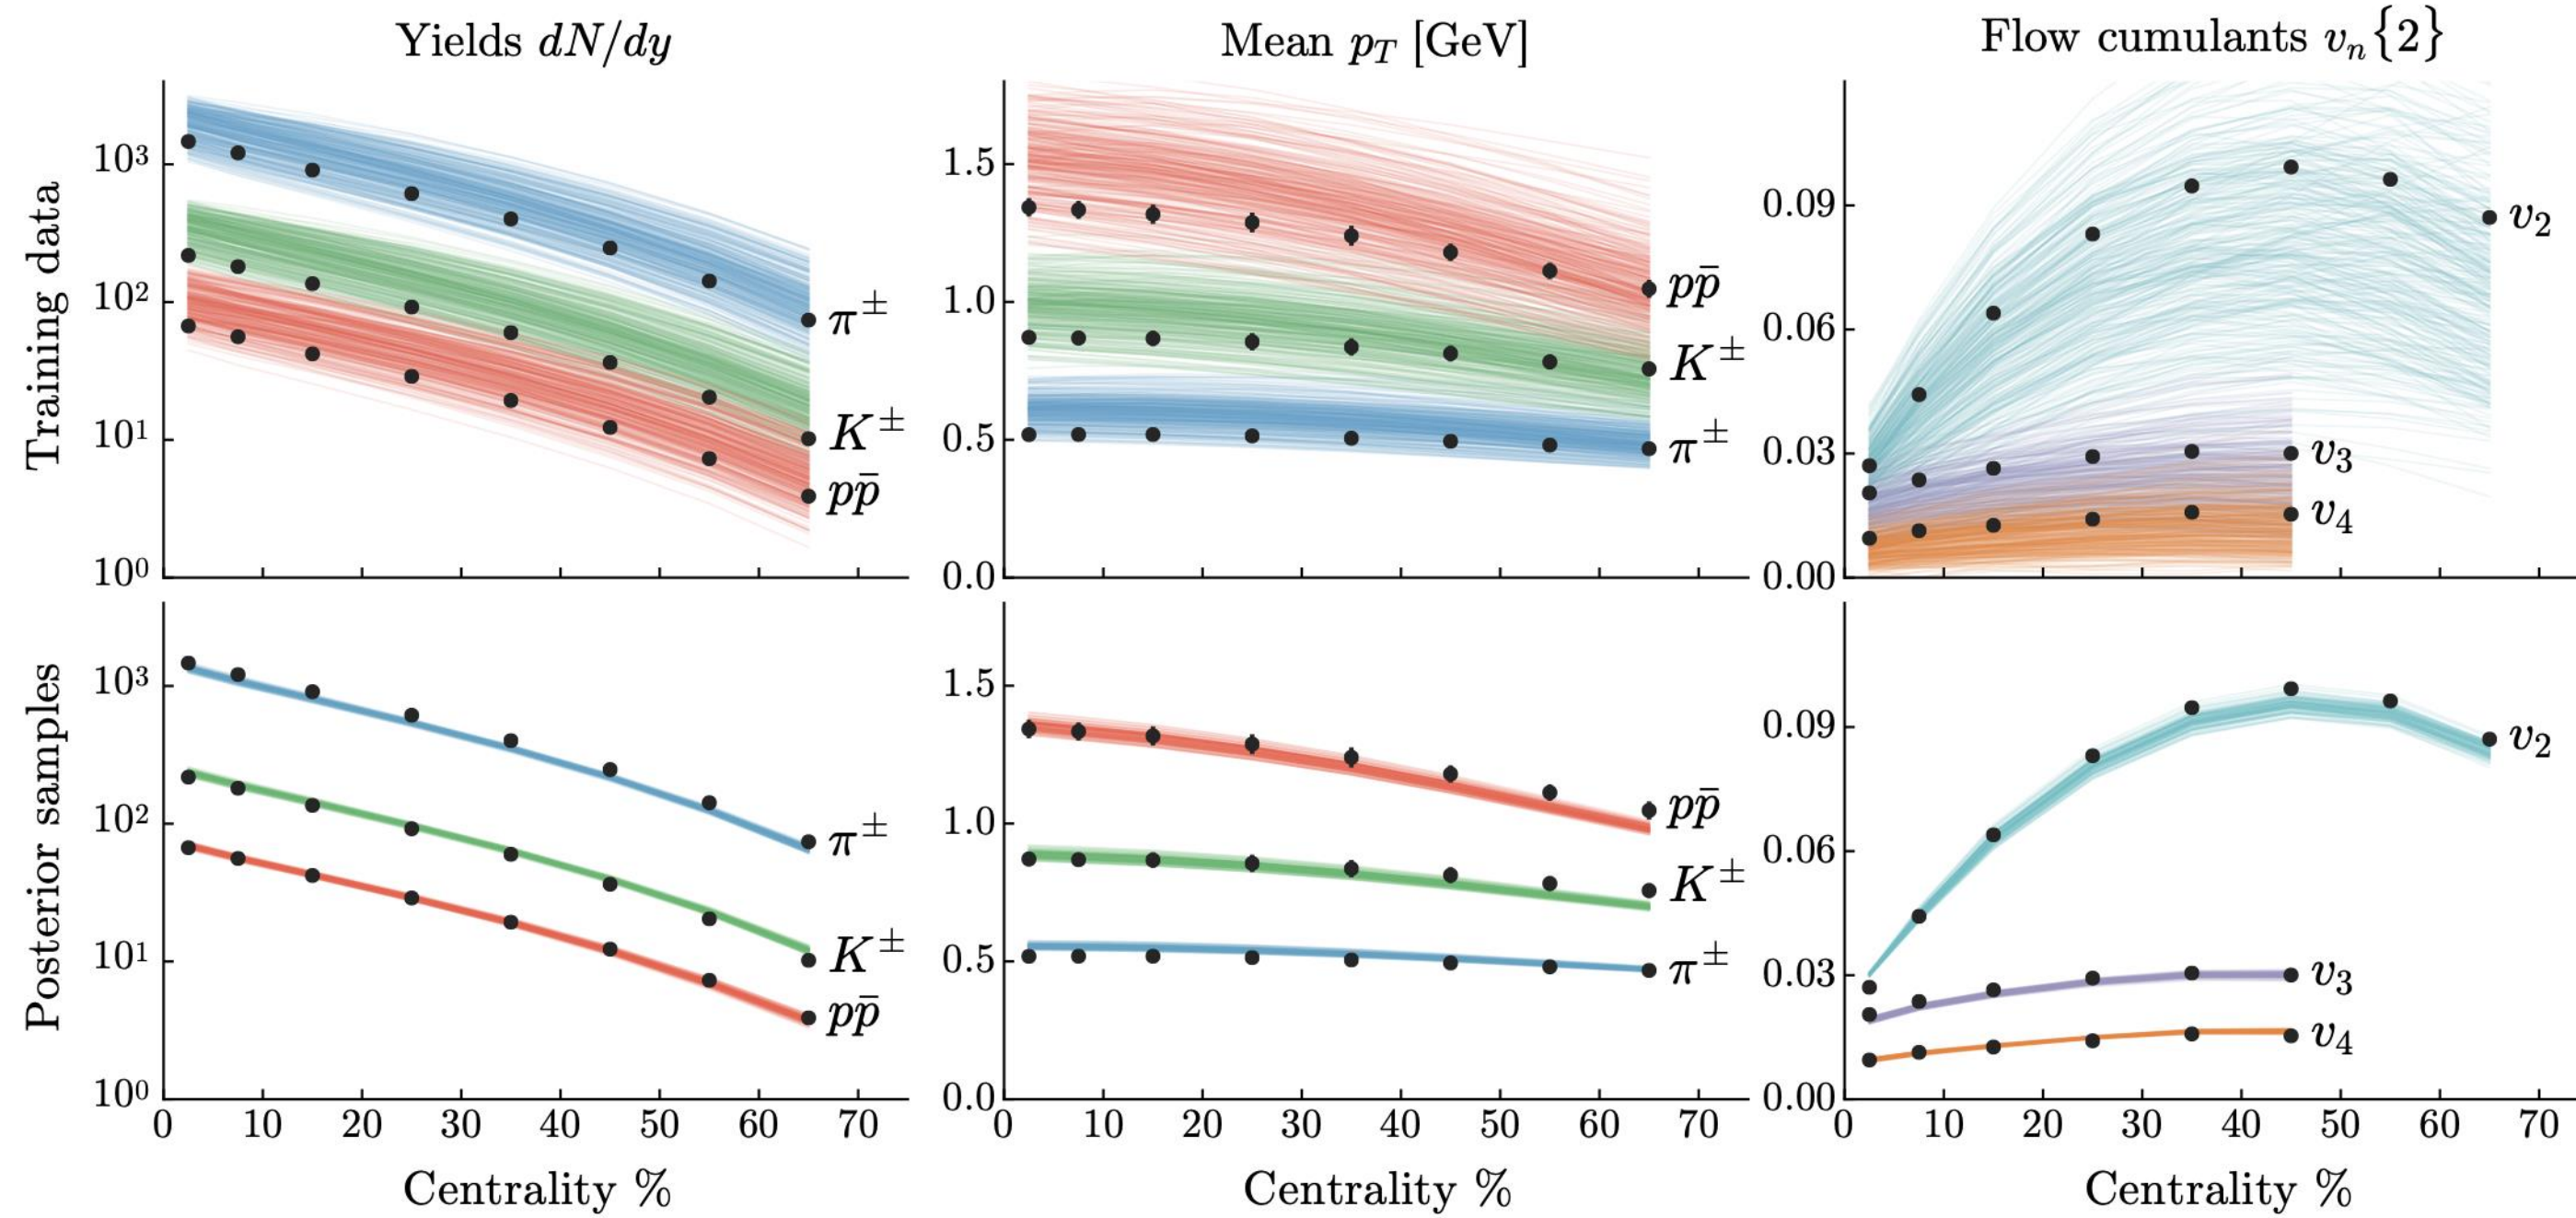 Yields dN/dy
Mean p_T [GeV]
Flow cumulants v_n{2}
Training data
10³
10²
10¹
10⁰
π±
K±
pp̄
1.5
1.0
0.5
0.0
pp̄
K±
π±
0.09
0.06
0.03
0.00
v₂
v₃
v₄
Posterior samples
10³
10²
10¹
10⁰
π±
K±
pp̄
0 10 20 30 40 50 60 70
Centrality %
1.5
1.0
0.5
0.0
pp̄
K±
π±
0 10 20 30 40 50 60 70
Centrality %
0.09
0.06
0.03
0.00
v₂
v₃
v₄
0 10 20 30 40 50 60 70
Centrality %